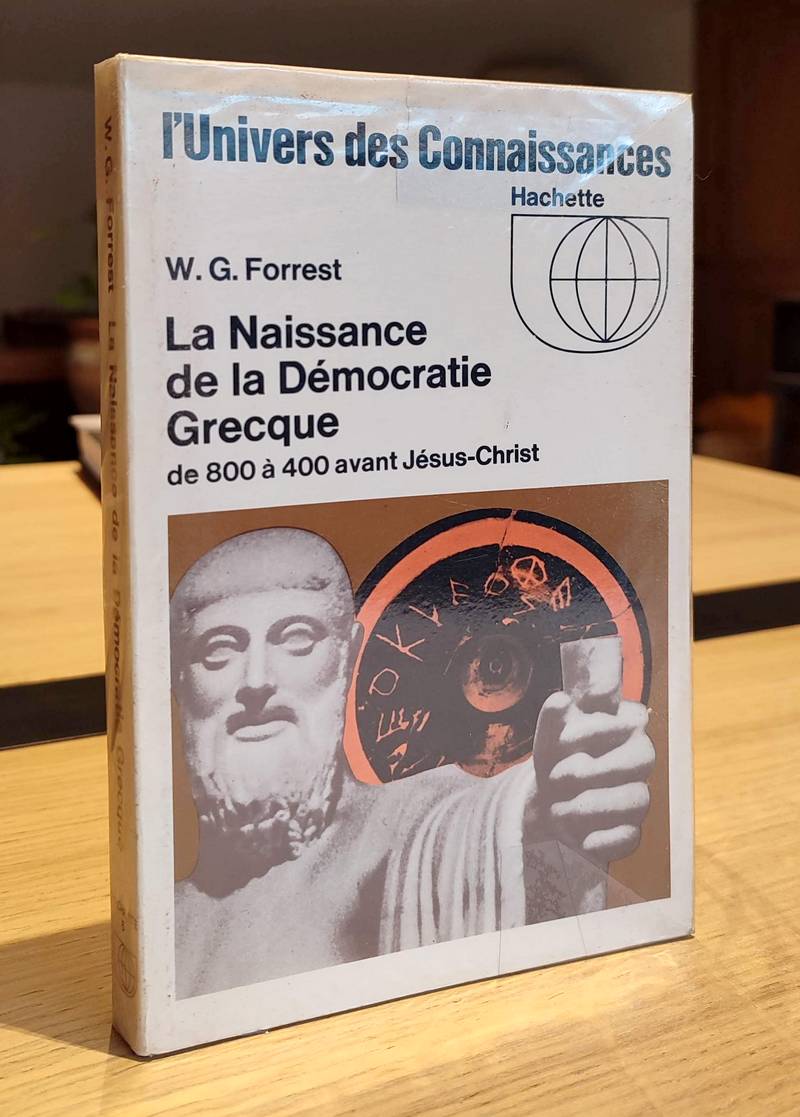 l'Univers des Connaissances
Hachette
W. G. Forrest
La Naissance
de la Démocratie
Grecque
de 800 à 400 avant Jésus-Christ
W. G. Forrest La Naissance de la Démocratie Grecque